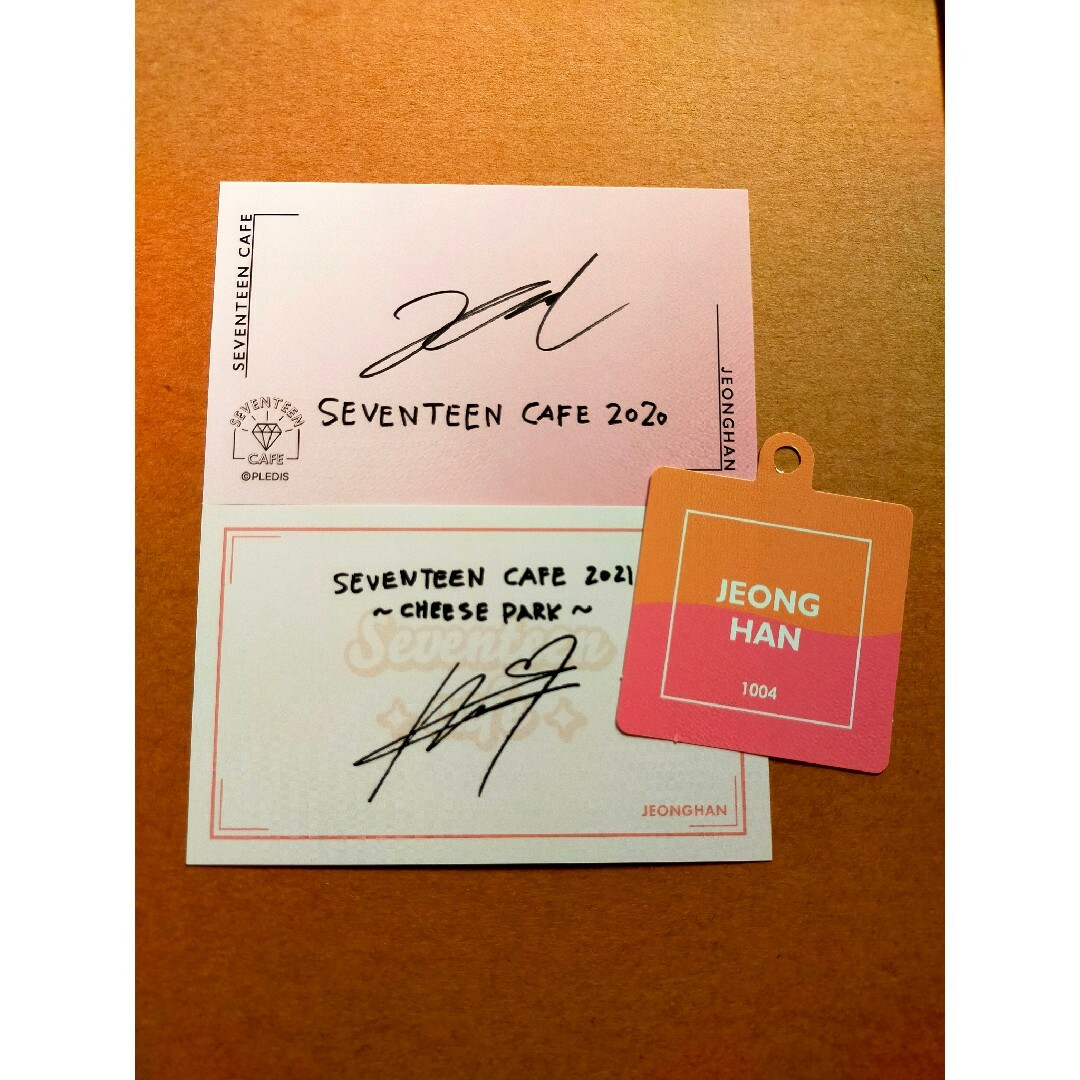 SEVENTEEN CAFE
SEVENTEEN CAFE 2020
SEVENTEEN
CAFE
©PLEDIS
JEONGHAN
SEVENTEEN CAFE 2021
~ CHEESE PARK ~
Seventeen
JEONGHAN
JEONG
HAN
1004